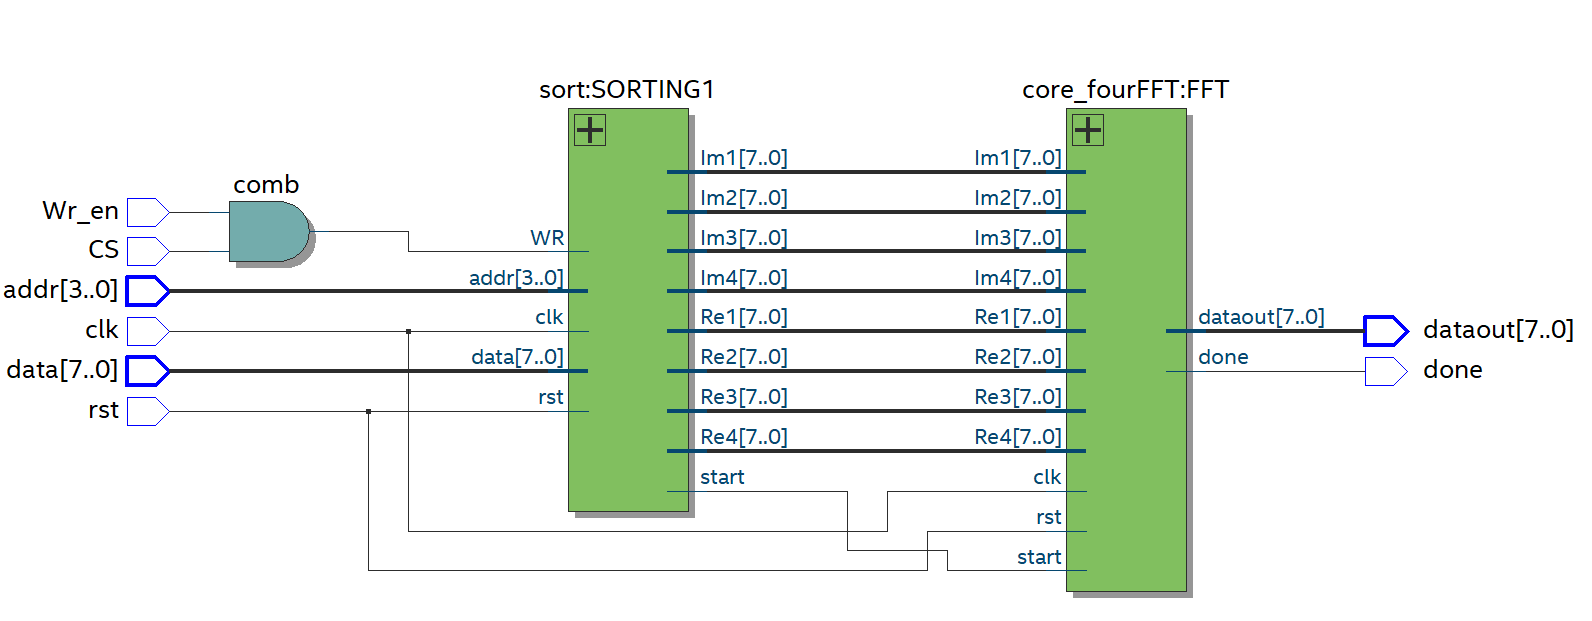 sort:SORTING1
core_fourFFT:FFT
comb
Wr_en
CS
addr[3..0]
clk
data[7..0]
rst
WR
addr[3..0]
clk
data[7..0]
rst
Im1[7..0]
Im2[7..0]
Im3[7..0]
Im4[7..0]
Re1[7..0]
Re2[7..0]
Re3[7..0]
Re4[7..0]
start
Im1[7..0]
Im2[7..0]
Im3[7..0]
Im4[7..0]
Re1[7..0]
Re2[7..0]
Re3[7..0]
Re4[7..0]
clk
rst
start
dataout[7..0]
done
dataout[7..0]
done